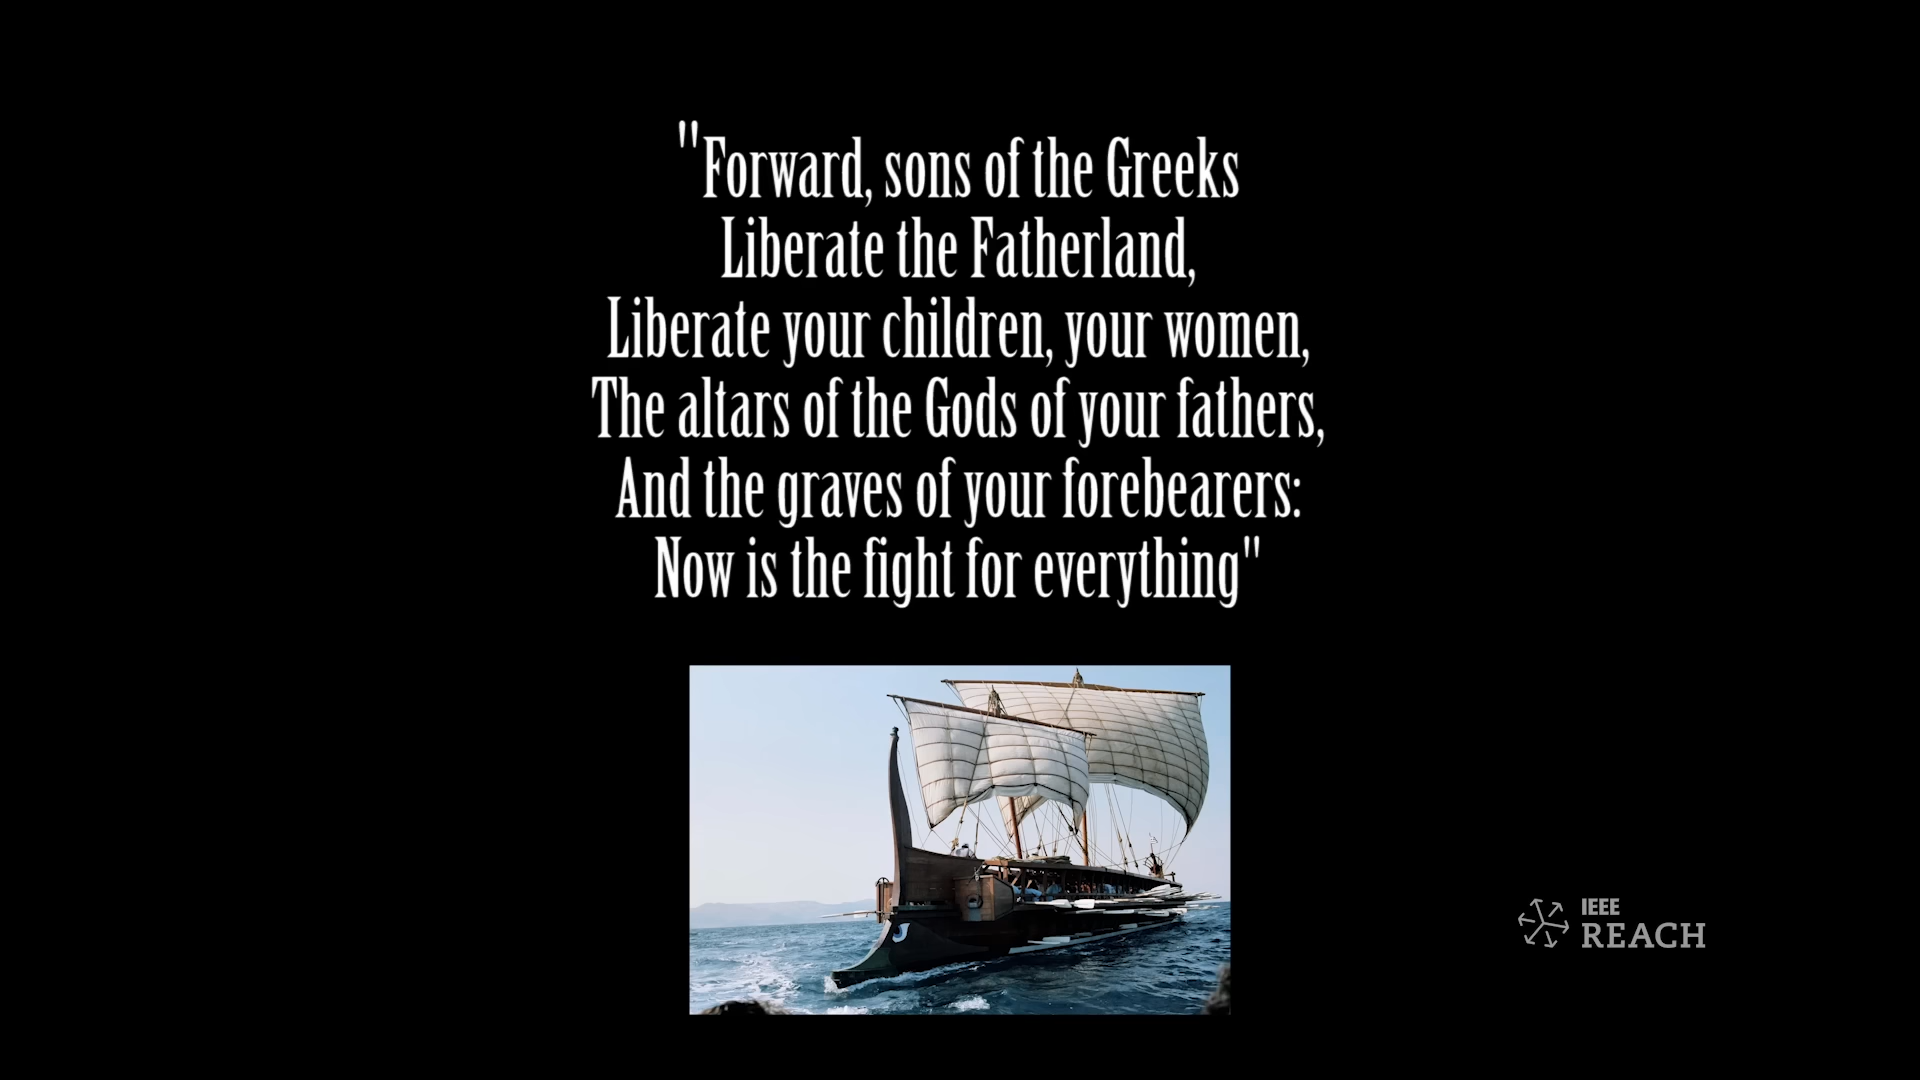 "Forward, sons of the Greeks
Liberate the Fatherland,
Liberate your children, your women,
The altars of the Gods of your fathers,
And the graves of your forebearers:
Now is the fight for everything"
IEEE
REACH